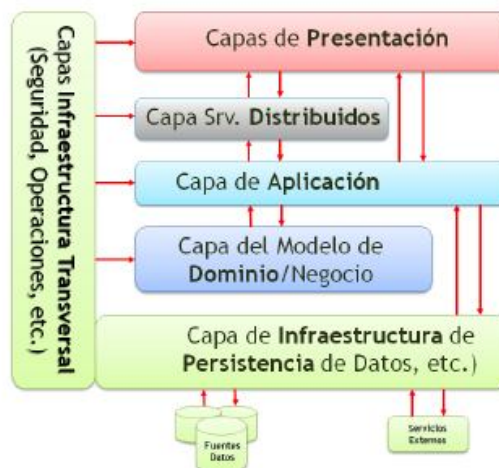 Capas Infraestructura Transversal
(Seguridad, Operaciones, etc.)
Capas de Presentación
Capa Srv. Distribuidos
Capa de Aplicación
Capa del Modelo de
Dominio/Negocio
Capa de Infraestructura de
Persistencia de Datos, etc.)
Fuentes
Datos
Servicios
Externos